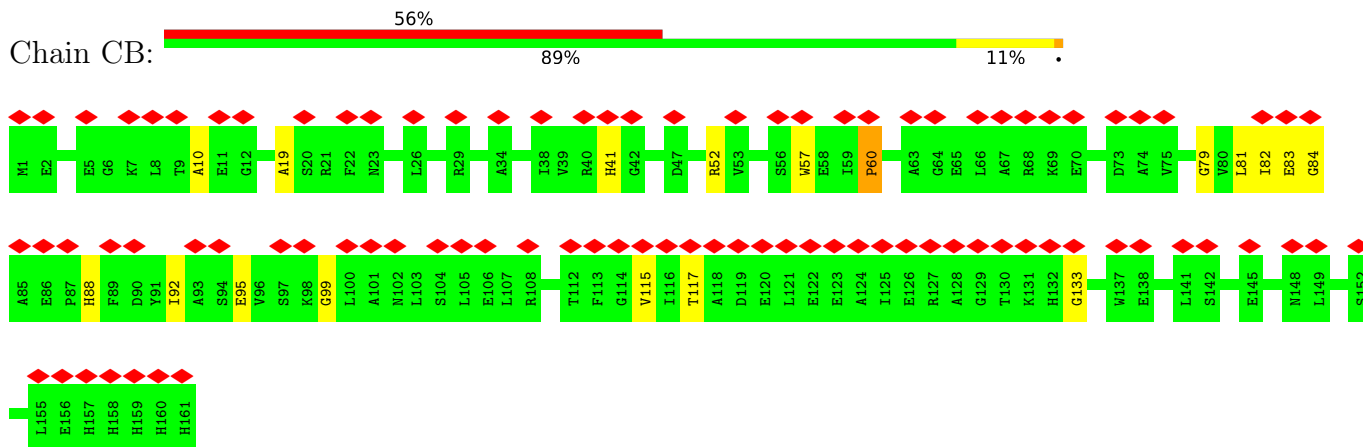 56%
Chain CB:
89% 11% •
M1 E2 E5 G6 K7 L8 T9 A10 E11 G12 A19 S20 R21 F22 N23 L26 R29 A34 I38 V39 R40 H41 G42 D47 R52 V53 S56 W57 E58 I59 P60 A63 G64 E65 L66 A67 R68 K69 E70 D73 A74 V75 G79 V80 L81 I82 E83 G84
A85 E86 P87 H88 F89 D90 Y91 I92 A93 S94 E95 V96 S97 K98 G99 L100 A101 N102 L103 S104 L105 E106 L107 R108 T112 F113 G114 V115 I116 T117 A118 D119 E120 L121 E122 E123 A124 I125 E126 R127 A128 G129 T130 K131 H132 G133 W137 E138 L141 S142 E145 N148 L149 S152
L155 E156 H157 H158 H159 H160 H161